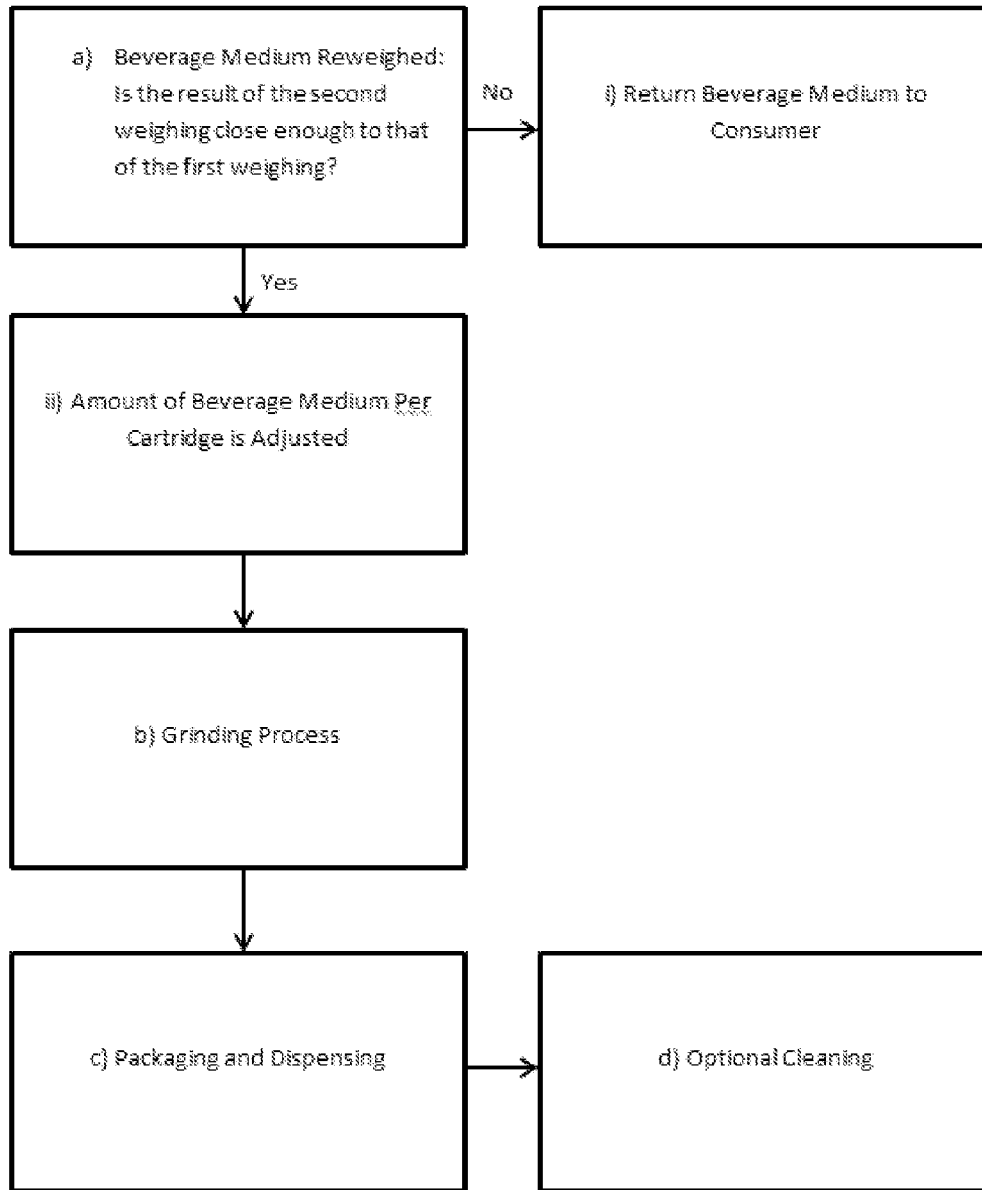 a) Beverage Medium Reweighed:
Is the result of the second
weighing close enough to that
of the first weighing?
No
i) Return Beverage Medium to
Consumer
Yes
ii) Amount of Beverage Medium Per
Cartridge is Adjusted
b) Grinding Process
c) Packaging and Dispensing
d) Optional Cleaning